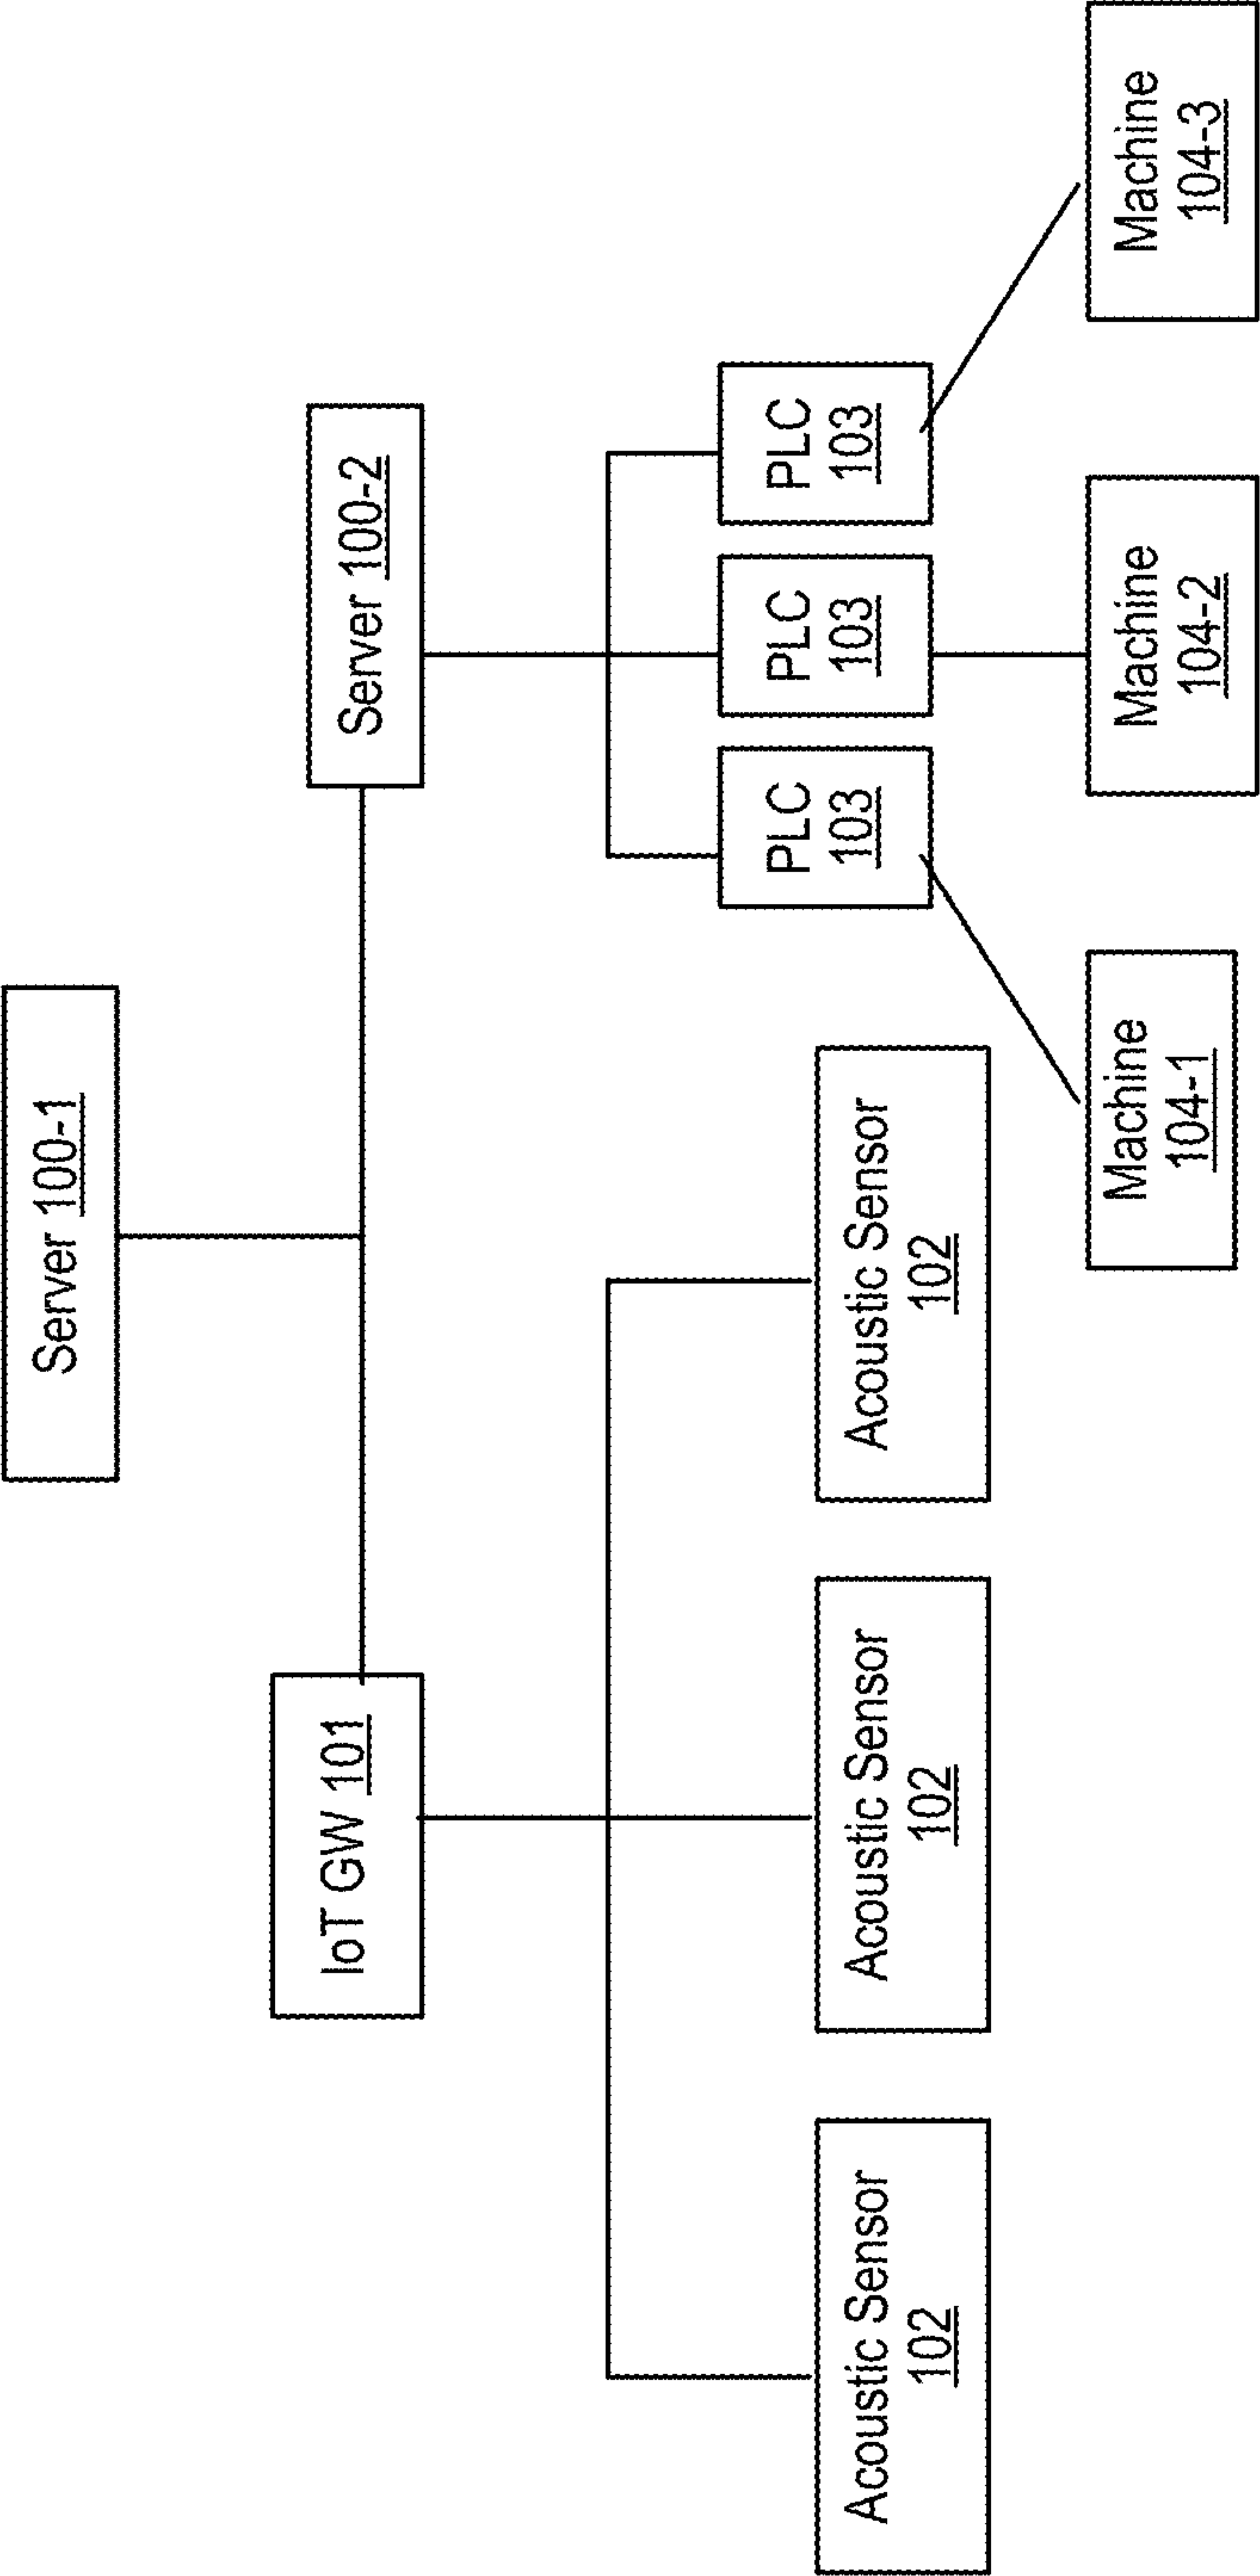 Server 100-1
IoT GW 101
Server 100-2
Acoustic Sensor
102
Acoustic Sensor
102
Acoustic Sensor
102
PLC
103
PLC
103
PLC
103
Machine
104-1
Machine
104-2
Machine
104-3